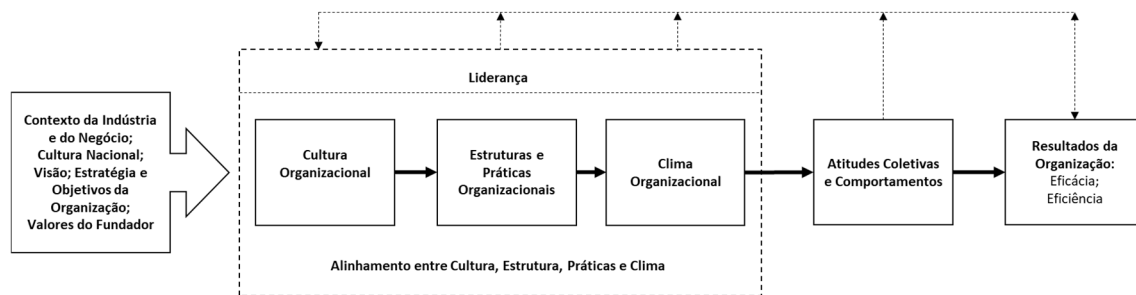 Liderança
Contexto da Indústria
e do Negócio;
Cultura Nacional;
Visão; Estratégia e
Objetivos da
Organização;
Valores do Fundador
Cultura
Organizacional
Estruturas e
Práticas
Organizacionais
Clima
Organizacional
Atitudes Coletivas
e Comportamentos
Resultados da
Organização:
Eficácia;
Eficiência
Alinhamento entre Cultura, Estrutura, Práticas e Clima